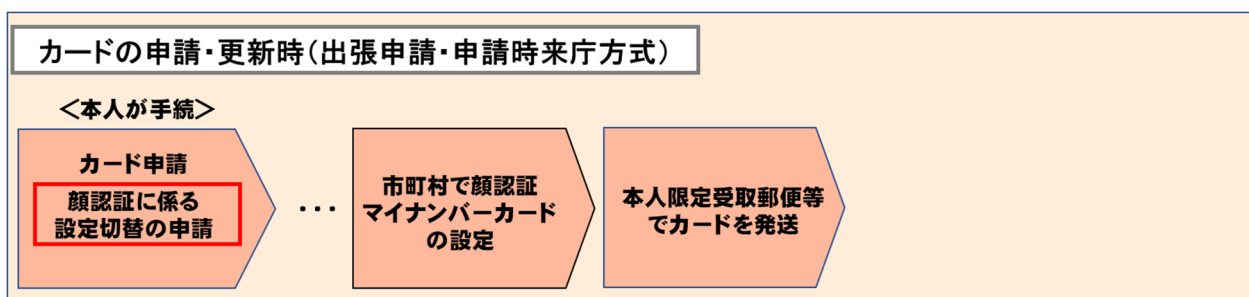 カードの申請・更新時（出張申請・申請時来庁方式）
＜本人が手続＞
カード申請
顔認証に係る
設定切替の申請
・・・
市町村で顔認証
マイナンバーカード
の設定
本人限定受取郵便等
でカードを発送